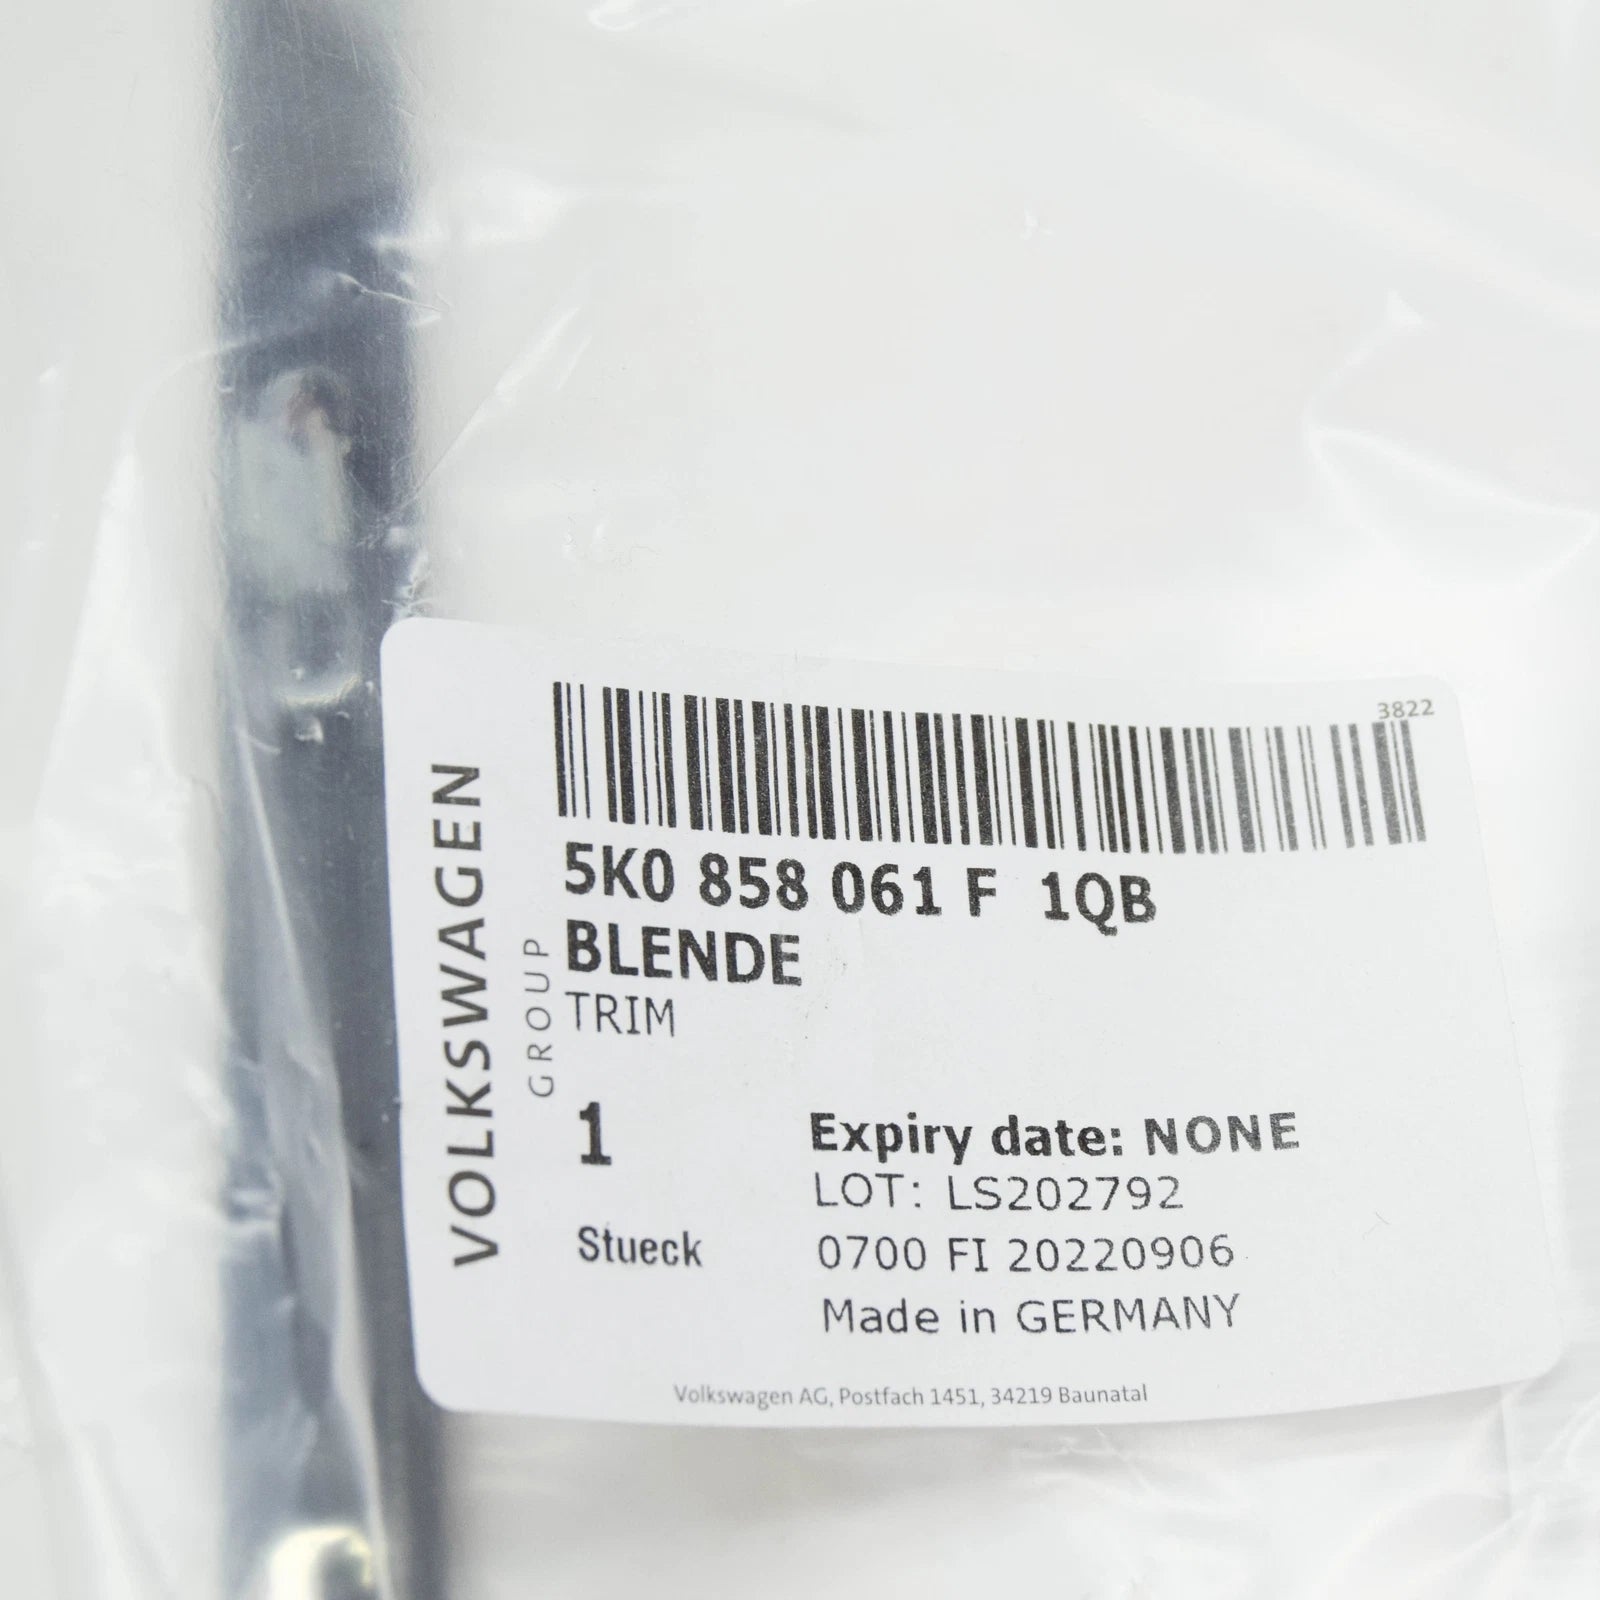 3822
VOLKSWAGEN
GROUP
5K0 858 061 F 1QB
BLENDE
TRIM
1
Stueck
Expiry date: NONE
LOT: LS202792
0700 FI 20220906
Made in GERMANY
Volkswagen AG, Postfach 1451, 34219 Baunatal